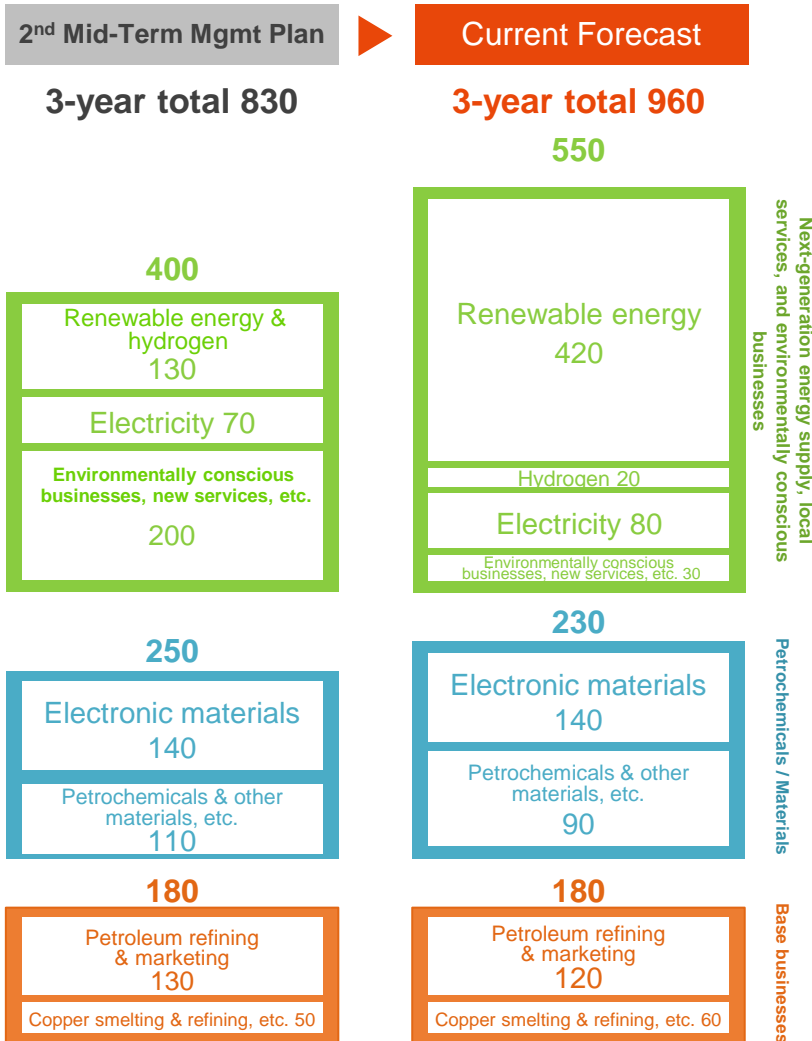 2nd Mid-Term Mgmt Plan
Current Forecast
3-year total 830
3-year total 960
400
Renewable energy &
hydrogen
130
Electricity 70
Environmentally conscious
businesses, new services, etc.
200
550
Renewable energy
420
Hydrogen 20
Electricity 80
Environmentally conscious
businesses, new services, etc. 30
Next-generation energy supply, local
services, and environmentally conscious
businesses
250
Electronic materials
140
Petrochemicals & other
materials, etc.
110
230
Electronic materials
140
Petrochemicals & other
materials, etc.
90
Petrochemicals / Materials
180
Petroleum refining
& marketing
130
Copper smelting & refining, etc. 50
180
Petroleum refining
& marketing
120
Copper smelting & refining, etc. 60
Base businesses